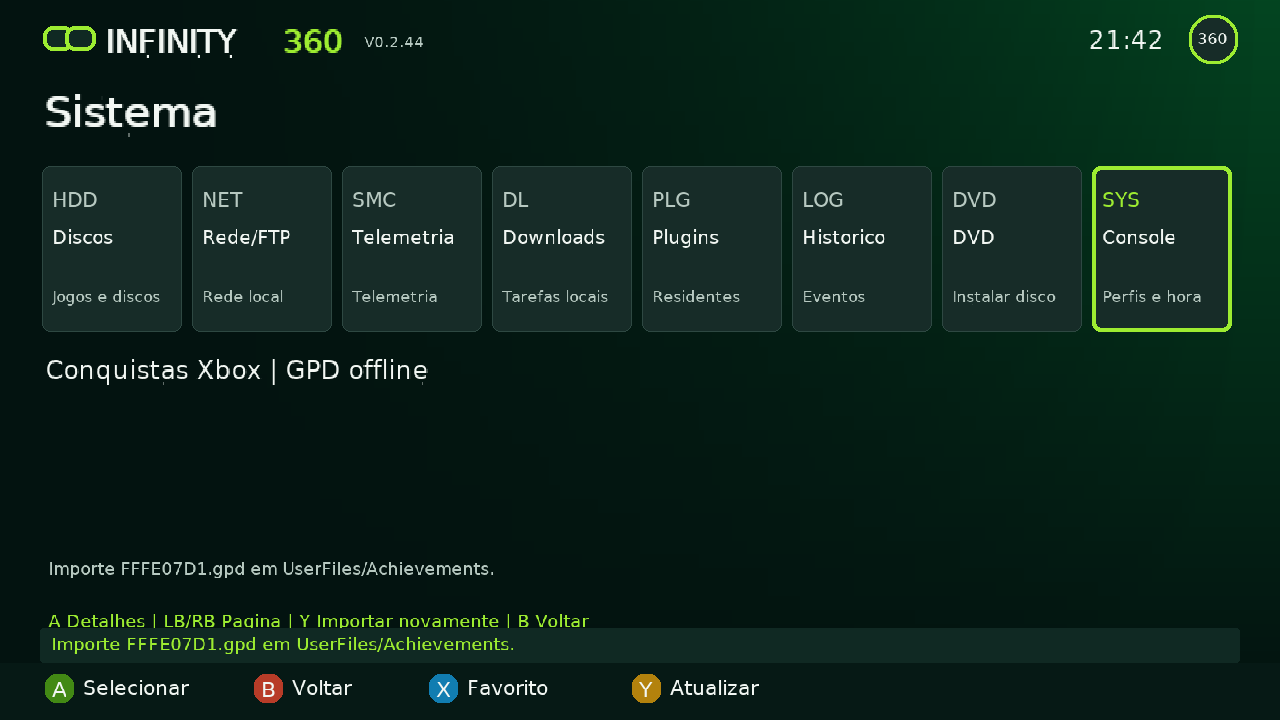 INFINITY 360 V0.2.44 21:42 360
Sistema
HDD NET SMC DL PLG LOG DVD SYS
Discos Rede/FTP Telemetria Downloads Plugins Historico DVD Console
Jogos e discos Rede local Telemetria Tarefas locais Residentes Eventos Instalar disco Perfis e hora
Conquistas Xbox | GPD offline
Importe FFFE07D1.gpd em UserFiles/Achievements.
A Detalhes | LB/RB Pagina | Y Importar novamente | B Voltar
Importe FFFE07D1.gpd em UserFiles/Achievements.
A Selecionar B Voltar X Favorito Y Atualizar